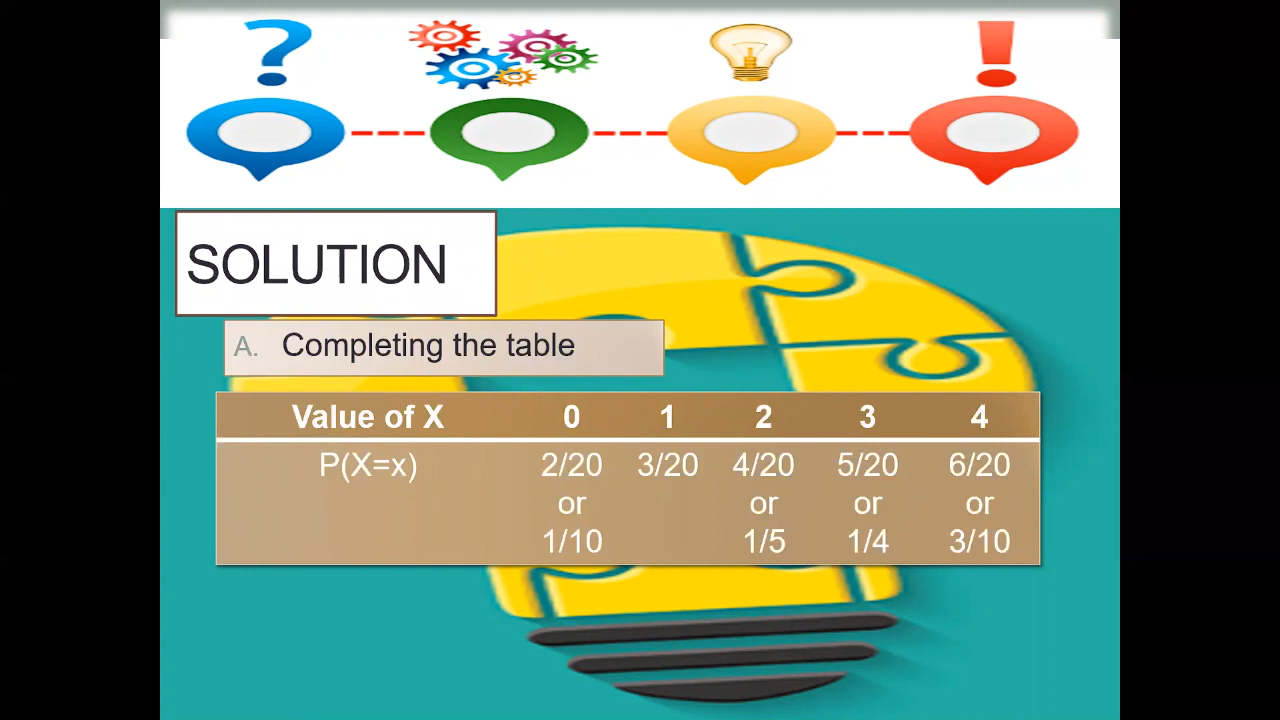 ?
!
SOLUTION
A. Completing the table
Value of X 0 1 2 3 4
P(X=x) 2/20 3/20 4/20 5/20 6/20
or or or or
1/10 1/5 1/4 3/10